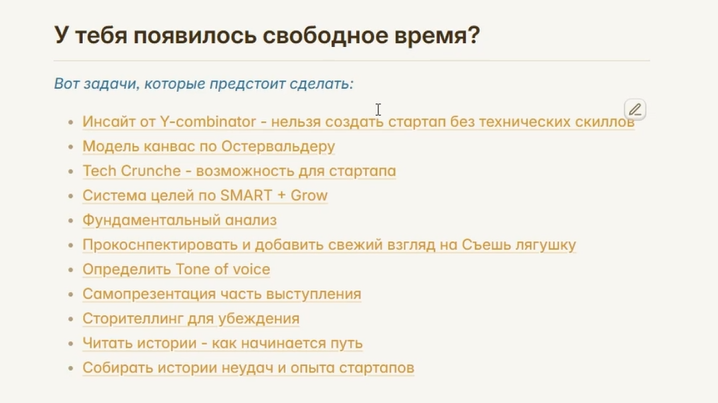 У тебя появилось свободное время?
Вот задачи, которые предстоит сделать:
Инсайт от Y-combinator - нельзя создать стартап без технических скиллов
Модель канвас по Остервальдеру
Tech Crunche - возможность для стартапа
Система целей по SMART + Grow
Фундаментальный анализ
Прокоснпектировать и добавить свежий взгляд на Съешь лягушку
Определить Tone of voice
Самопрезентация часть выступления
Сторителлинг для убеждения
Читать истории - как начинается путь
Собирать истории неудач и опыта стартапов